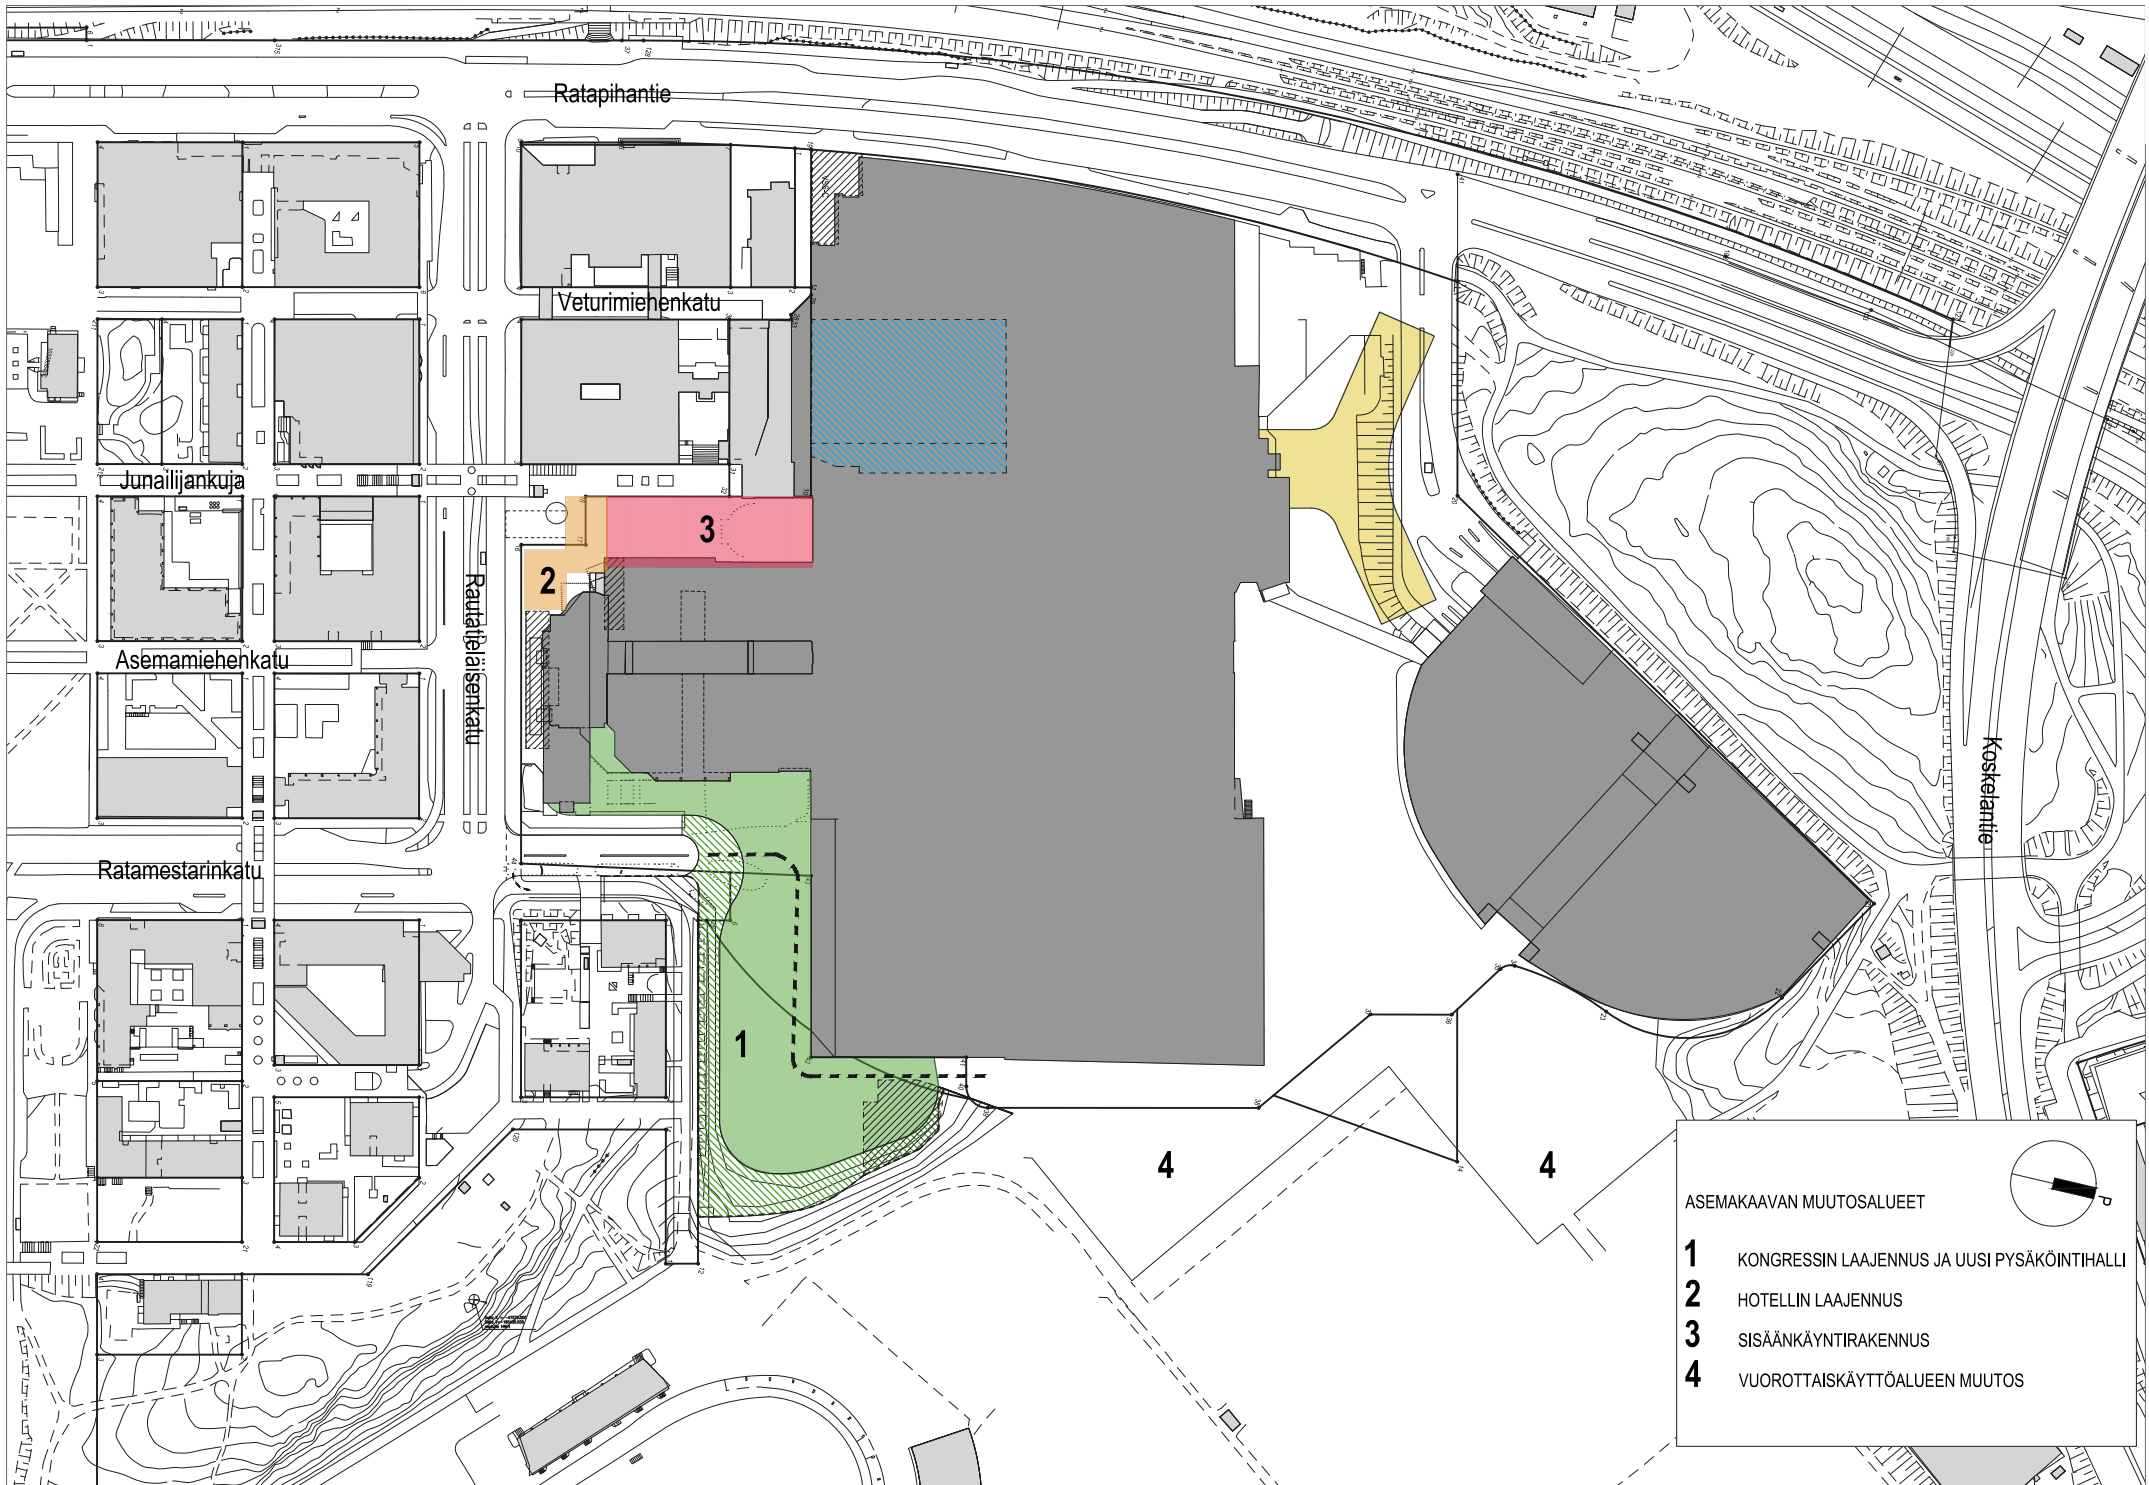 Ratapihantie
Veturimiehenkatu
Junailijankuja
3
2
Rautatieläisenkatu
Asemamiehenkatu
Koskelantie
Ratamestarinkatu
1
4
4
P
ASEMAKAAVAN MUUTOSALUEET
1 KONGRESSIN LAAJENNUS JA UUSI PYSÄKÖINTIHALLI
2 HOTELLIN LAAJENNUS
3 SISÄÄNKÄYNTIRAKENNUS
4 VUOROTTAISKÄYTTÖALUEEN MUUTOS